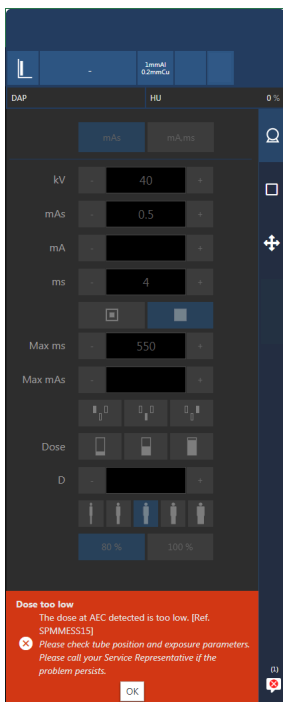 -
1mmAl
0.2mmCu
DAP HU 0 %
mAs mA,ms
kV - 40 +
mAs - 0.5 +
mA - +
ms - 4 +
Max ms - 550 +
Max mAs - +
Dose
D - +
80 % 100 %
Dose too low
The dose at AEC detected is too low. [Ref.
SPMMESS15]
Please check tube position and exposure parameters.
Please call your Service Representative if the
problem persists.
(1)
OK